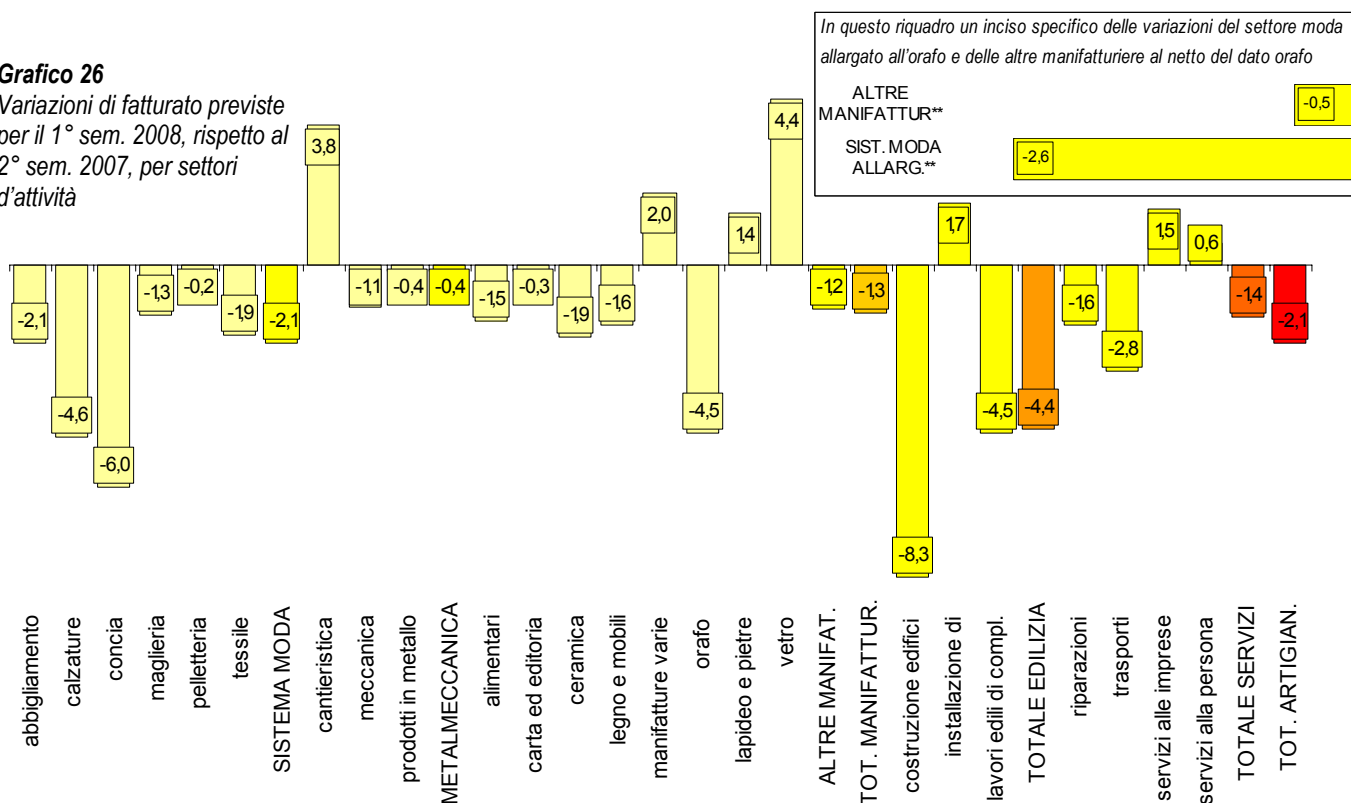 Grafico 26
Variazioni di fatturato previste
per il 1° sem. 2008, rispetto al
2° sem. 2007, per settori
d'attività
In questo riquadro un inciso specifico delle variazioni del settore moda
allargato all'orafo e delle altre manifatturiere al netto del dato orafo
ALTRE
MANIFATTUR**
-0,5
SIST. MODA
ALLARG.**
-2,6
-2,1
-4,6
-6,0
-1,3
-0,2
-1,9
-2,1
3,8
-1,1
-0,4
-0,4
-1,5
-0,3
-1,9
-1,6
2,0
-4,5
1,4
4,4
-1,2
-1,3
-8,3
1,7
-4,5
-4,4
-1,6
-2,8
1,5
0,6
-1,4
-2,1
abbigliamento
calzature
concia
maglieria
pelletteria
tessile
SISTEMA MODA
cantieristica
meccanica
prodotti in metallo
METALMECCANICA
alimentari
carta ed editoria
ceramica
legno e mobili
manifatture varie
orafo
lapideo e pietre
vetro
ALTRE MANIFAT.
TOT. MANIFATTUR.
costruzione edifici
installazione di
lavori edili di compl.
TOTALE EDILIZIA
riparazioni
trasporti
servizi alle imprese
servizi alla persona
TOTALE SERVIZI
TOT. ARTIGIAN.